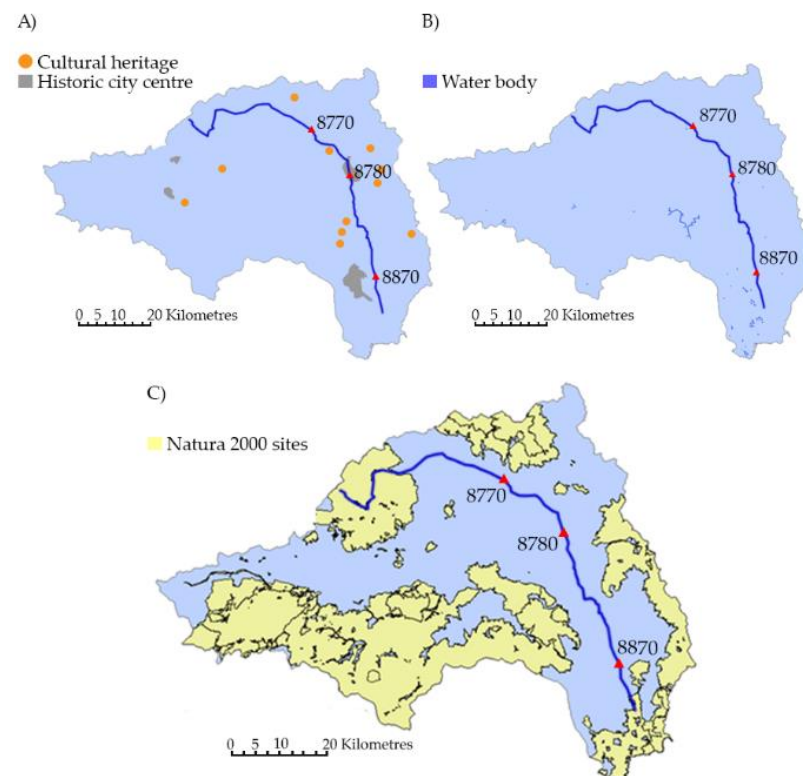 A)
Cultural heritage
Historic city centre
8770
8780
8870
0 5 10 20 Kilometres
B)
Water body
8770
8780
8870
0 5 10 20 Kilometres
C)
Natura 2000 sites
8770
8780
8870
0 5 10 20 Kilometres